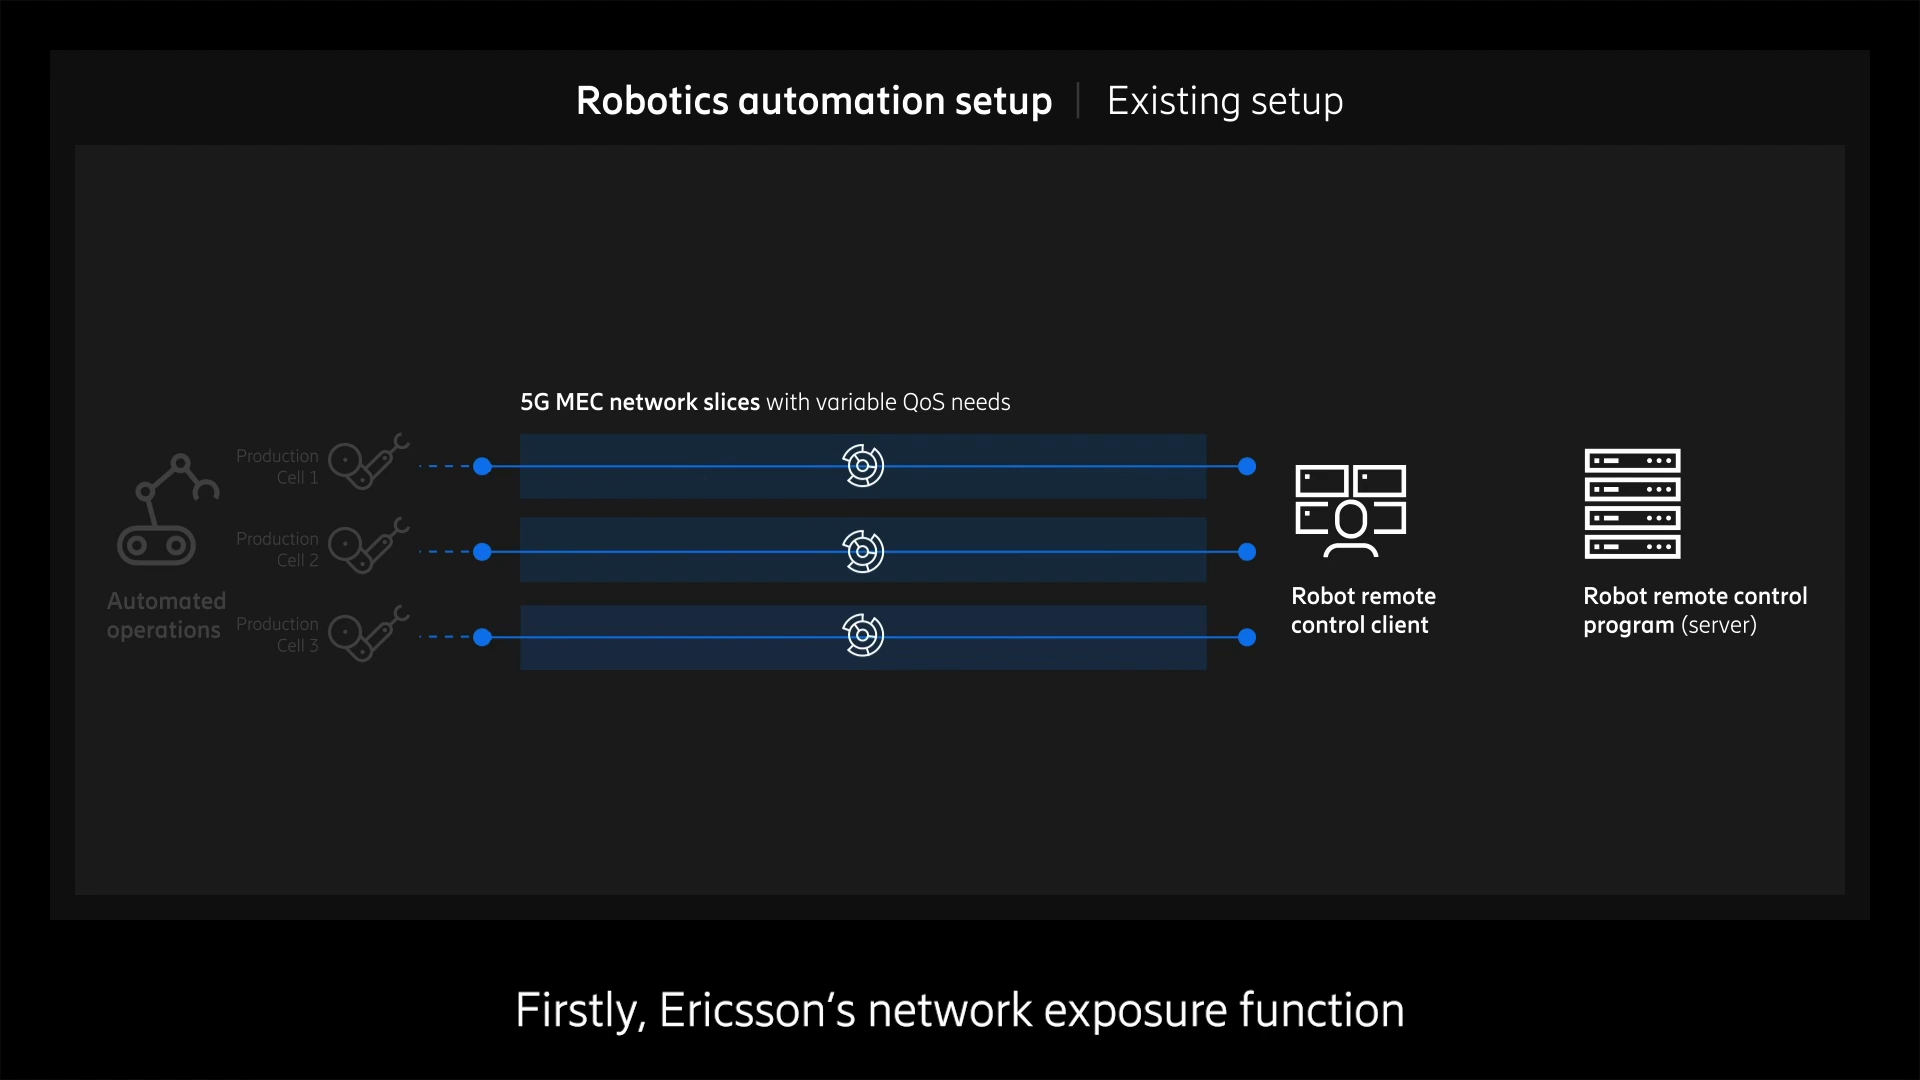 Robotics automation setup | Existing setup
5G MEC network slices with variable QoS needs
Production
Cell 1
Production
Cell 2
Production
Cell 3
Automated
operations
Robot remote
control client
Robot remote control
program (server)
Firstly, Ericsson‘s network exposure function